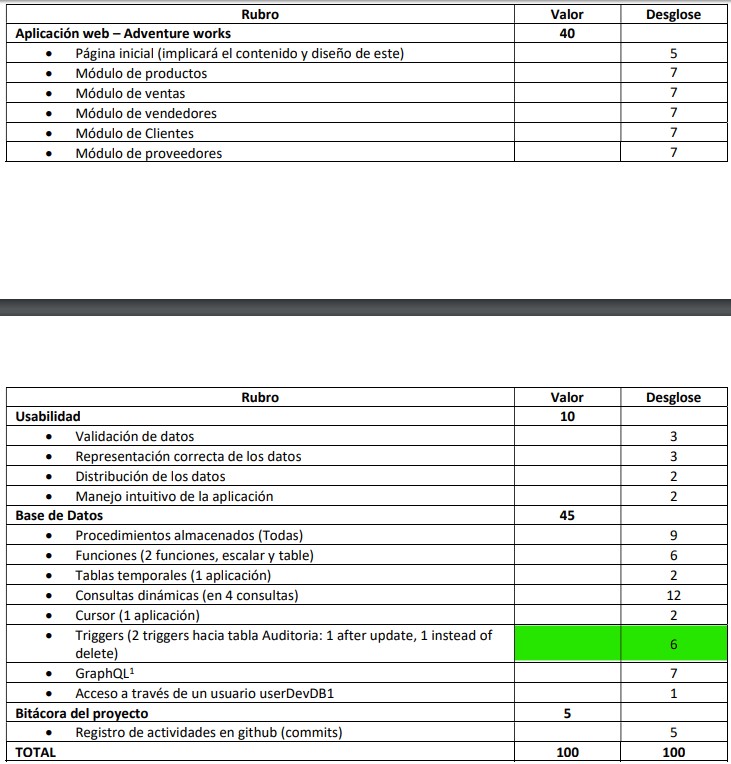 Rubro Valor Desglose
Aplicación web – Adventure works 40
• Página inicial (implicará el contenido y diseño de este) 5
• Módulo de productos 7
• Módulo de ventas 7
• Módulo de vendedores 7
• Módulo de Clientes 7
• Módulo de proveedores 7
Rubro Valor Desglose
Usabilidad 10
• Validación de datos 3
• Representación correcta de los datos 3
• Distribución de los datos 2
• Manejo intuitivo de la aplicación 2
Base de Datos 45
• Procedimientos almacenados (Todas) 9
• Funciones (2 funciones, escalar y table) 6
• Tablas temporales (1 aplicación) 2
• Consultas dinámicas (en 4 consultas) 12
• Cursor (1 aplicación) 2
• Triggers (2 triggers hacia tabla Auditoria: 1 after update, 1 instead of
delete) 6
• GraphQL¹ 7
• Acceso a través de un usuario userDevDB1 1
Bitácora del proyecto 5
• Registro de actividades en github (commits) 5
TOTAL 100 100